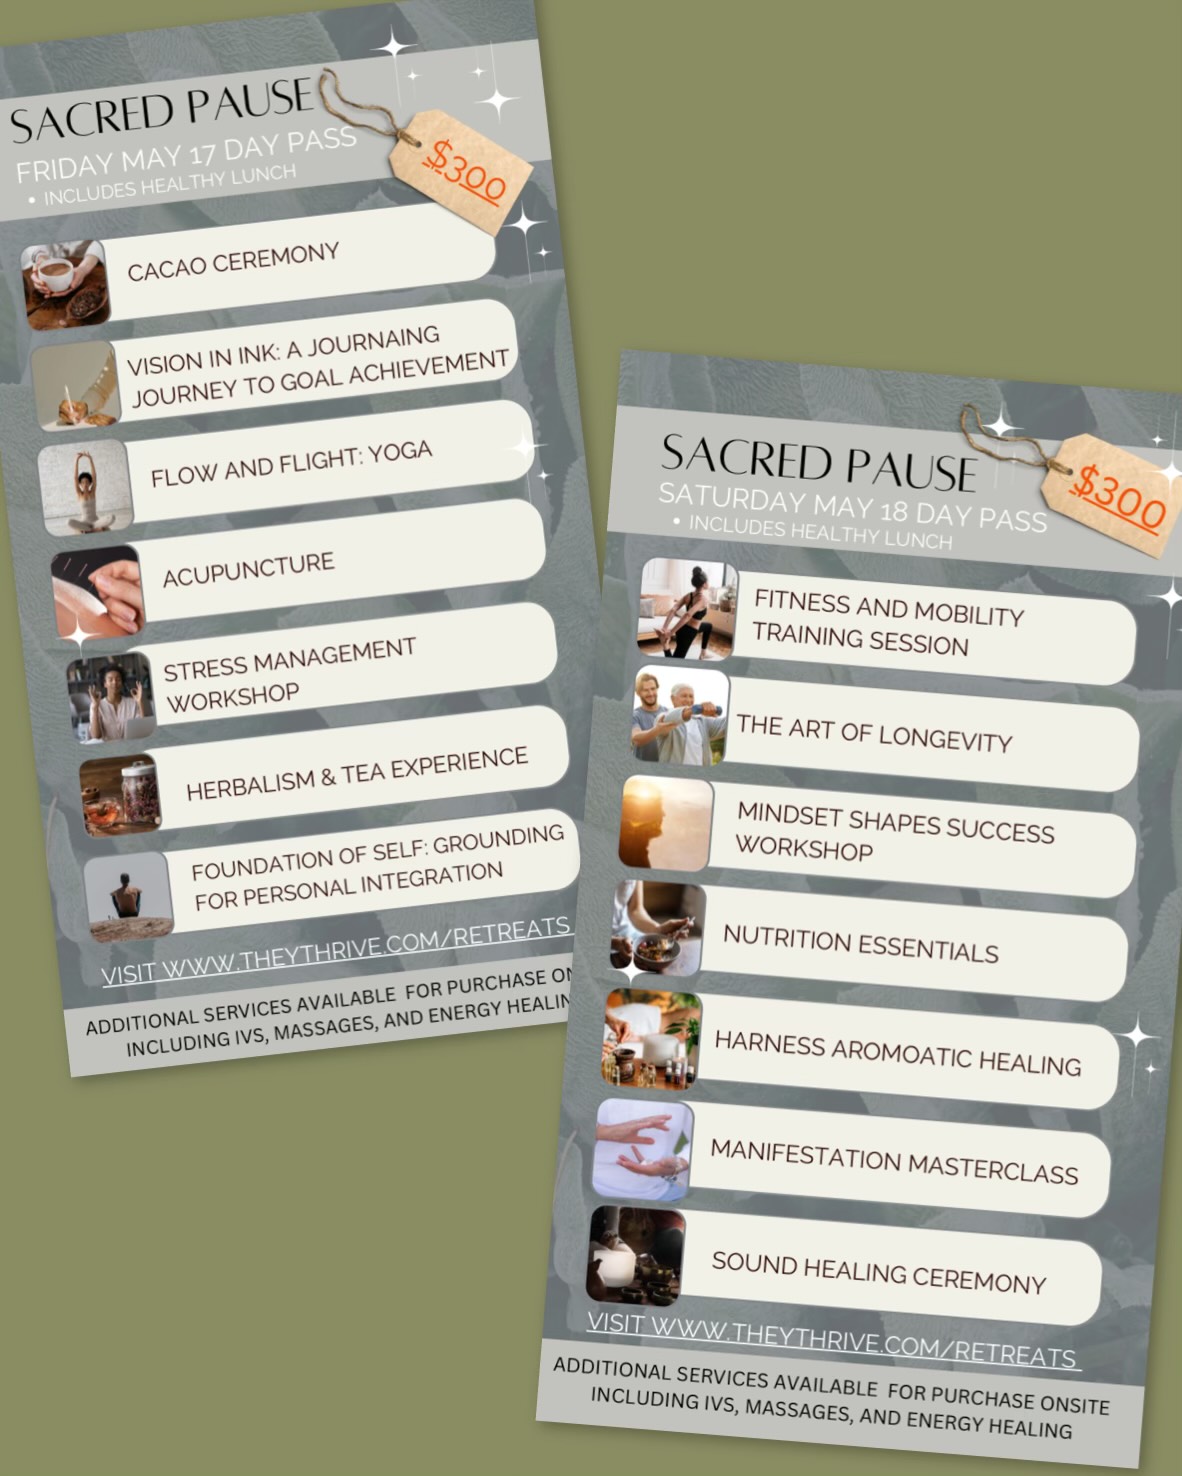 SACRED PAUSE
FRIDAY MAY 17 DAY PASS
• INCLUDES HEALTHY LUNCH
$300
CACAO CEREMONY
VISION IN INK: A JOURNAING
JOURNEY TO GOAL ACHIEVEMENT
FLOW AND FLIGHT: YOGA
ACUPUNCTURE
STRESS MANAGEMENT
WORKSHOP
HERBALISM & TEA EXPERIENCE
FOUNDATION OF SELF: GROUNDING
FOR PERSONAL INTEGRATION
VISIT WWW.THEYTHRIVE.COM/RETREATS
ADDITIONAL SERVICES AVAILABLE FOR PURCHASE
INCLUDING IVS, MASSAGES, AND ENERGY
SACRED PAUSE
SATURDAY MAY 18 DAY PASS
• INCLUDES HEALTHY LUNCH
$300
FITNESS AND MOBILITY
TRAINING SESSION
THE ART OF LONGEVITY
MINDSET SHAPES SUCCESS
WORKSHOP
NUTRITION ESSENTIALS
HARNESS AROMOATIC HEALING
MANIFESTATION MASTERCLASS
SOUND HEALING CEREMONY
VISIT WWW.THEYTHRIVE.COM/RETREATS
ADDITIONAL SERVICES AVAILABLE FOR PURCHASE ONSITE
INCLUDING IVS, MASSAGES, AND ENERGY HEALING